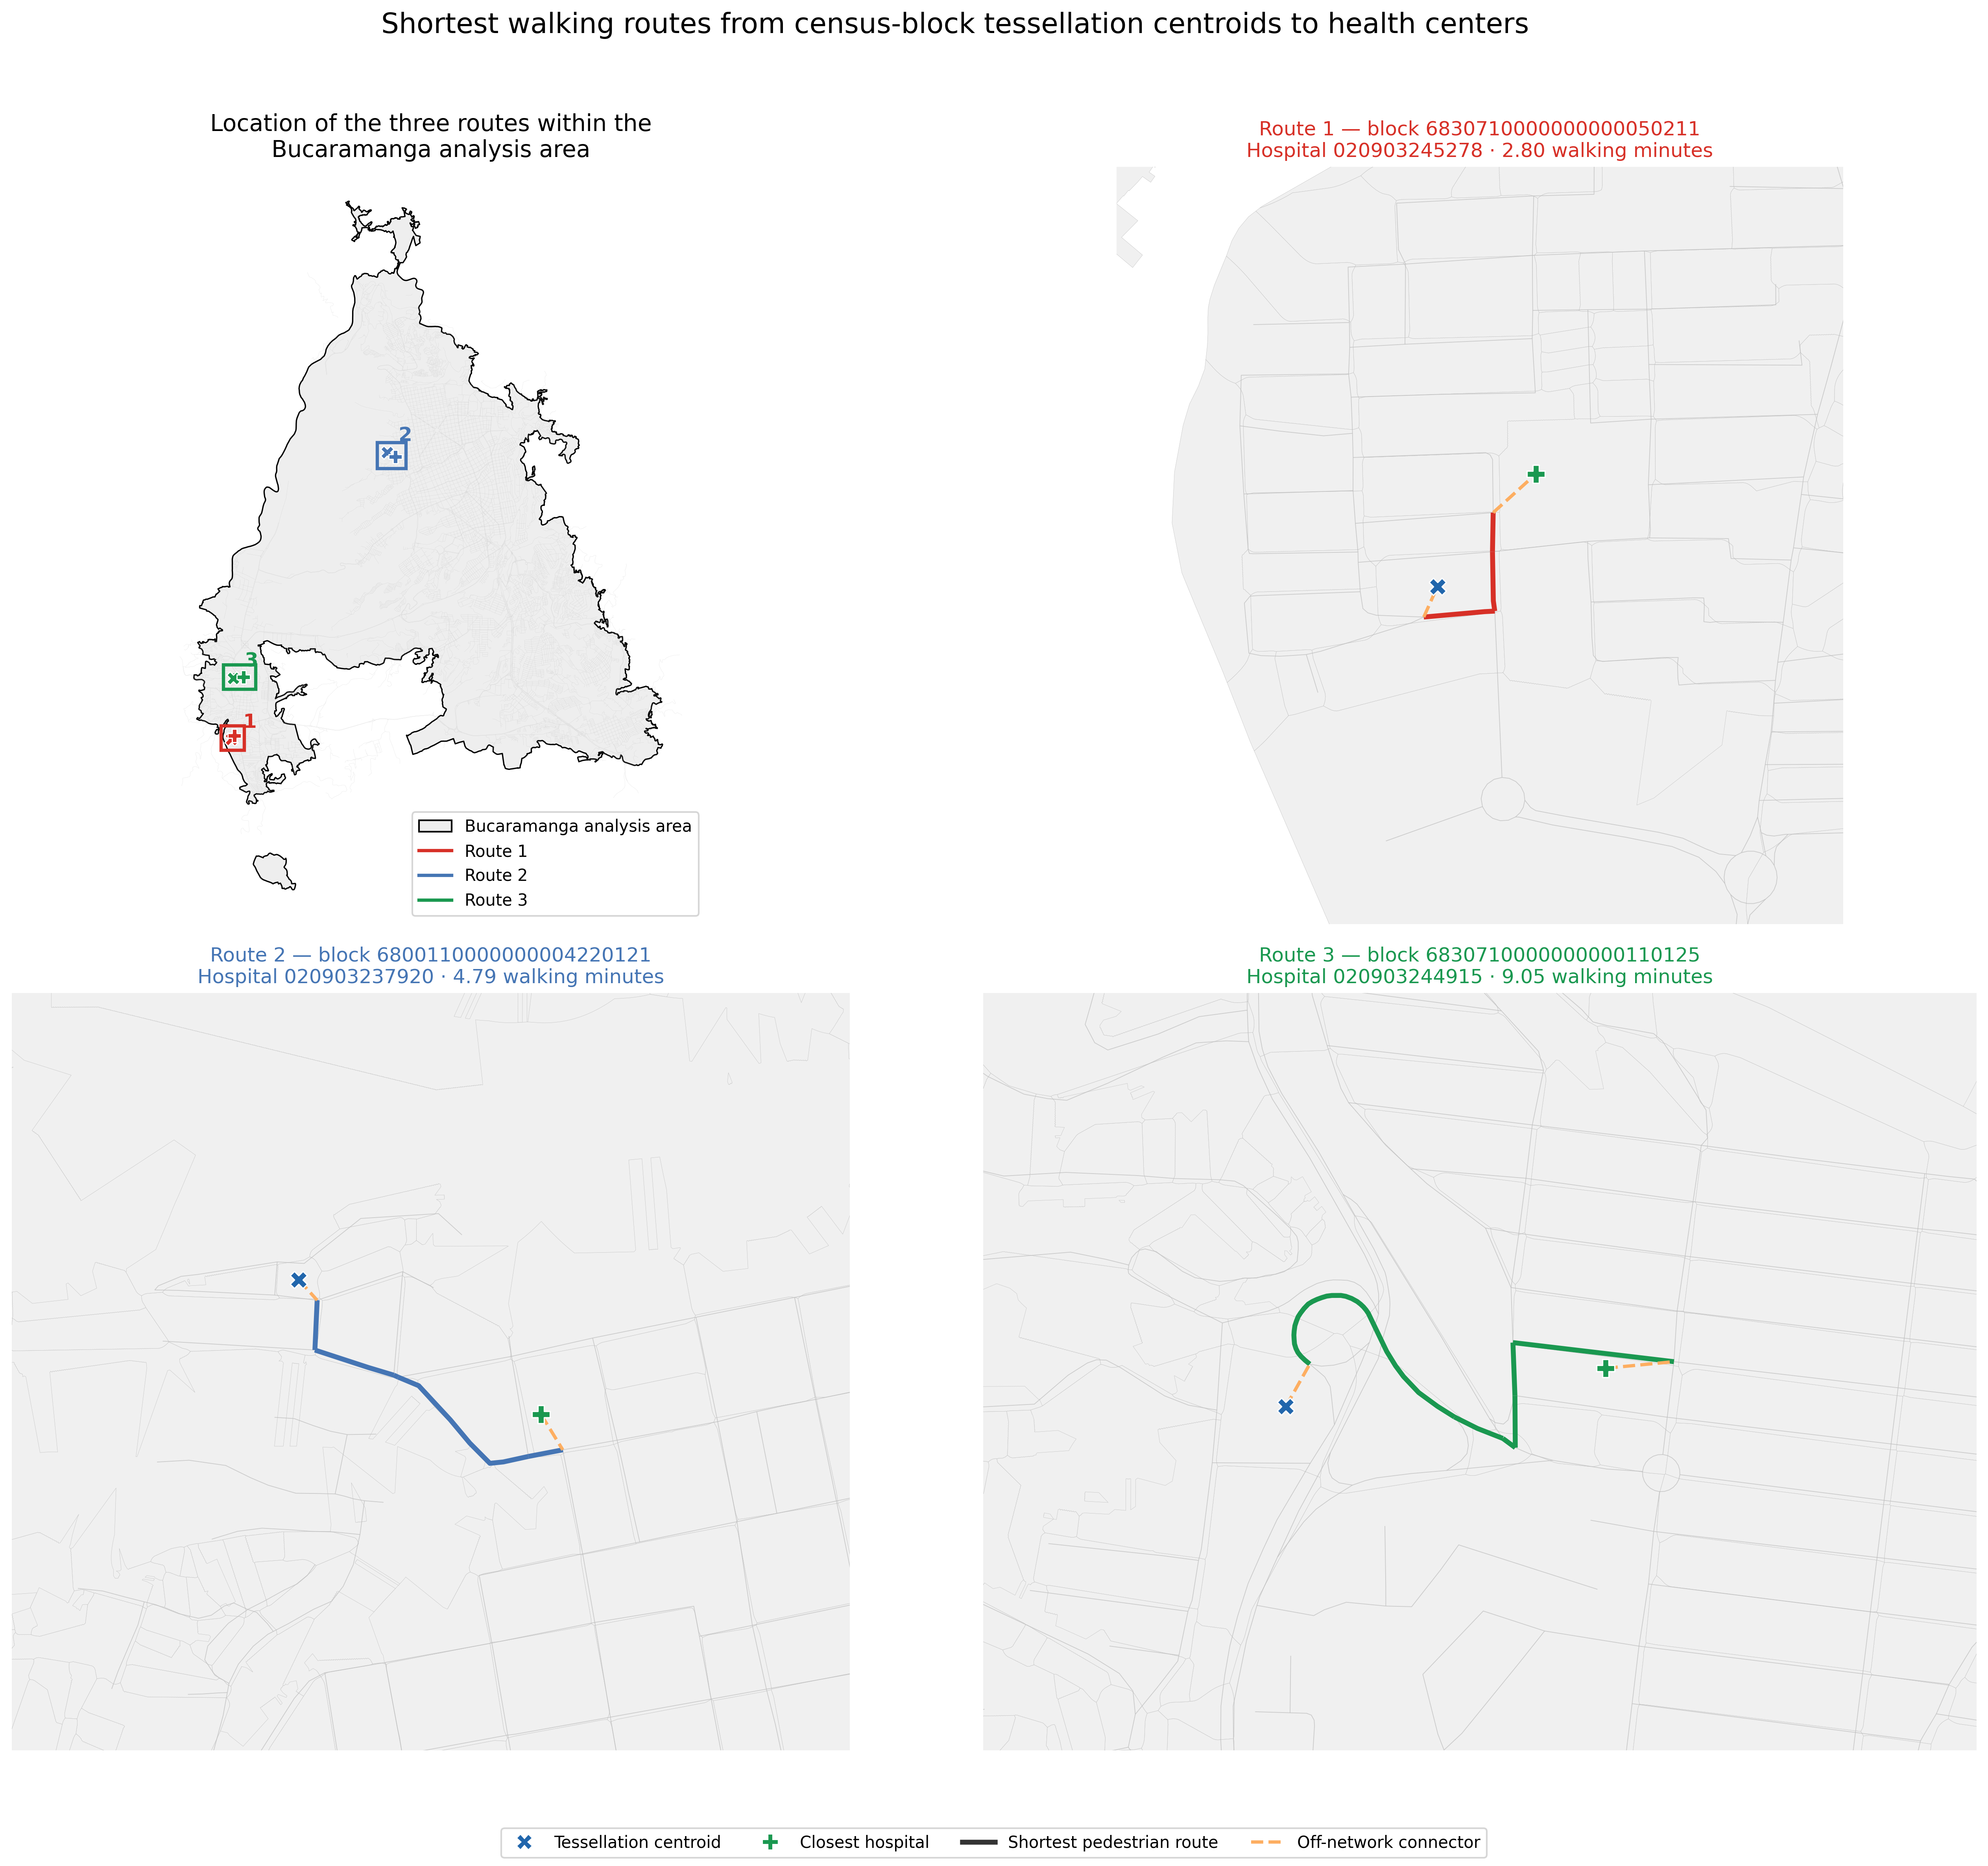 Shortest walking routes from census-block tessellation centroids to health centers
Location of the three routes within the
Bucaramanga analysis area
2
3
1
Bucaramanga analysis area
Route 1
Route 2
Route 3
Route 1 — block 6830710000000000050211
Hospital 020903245278 · 2.80 walking minutes
Route 2 — block 6800110000000004220121
Hospital 020903237920 · 4.79 walking minutes
Route 3 — block 6830710000000000110125
Hospital 020903244915 · 9.05 walking minutes
Tessellation centroid
Closest hospital
Shortest pedestrian route
Off-network connector